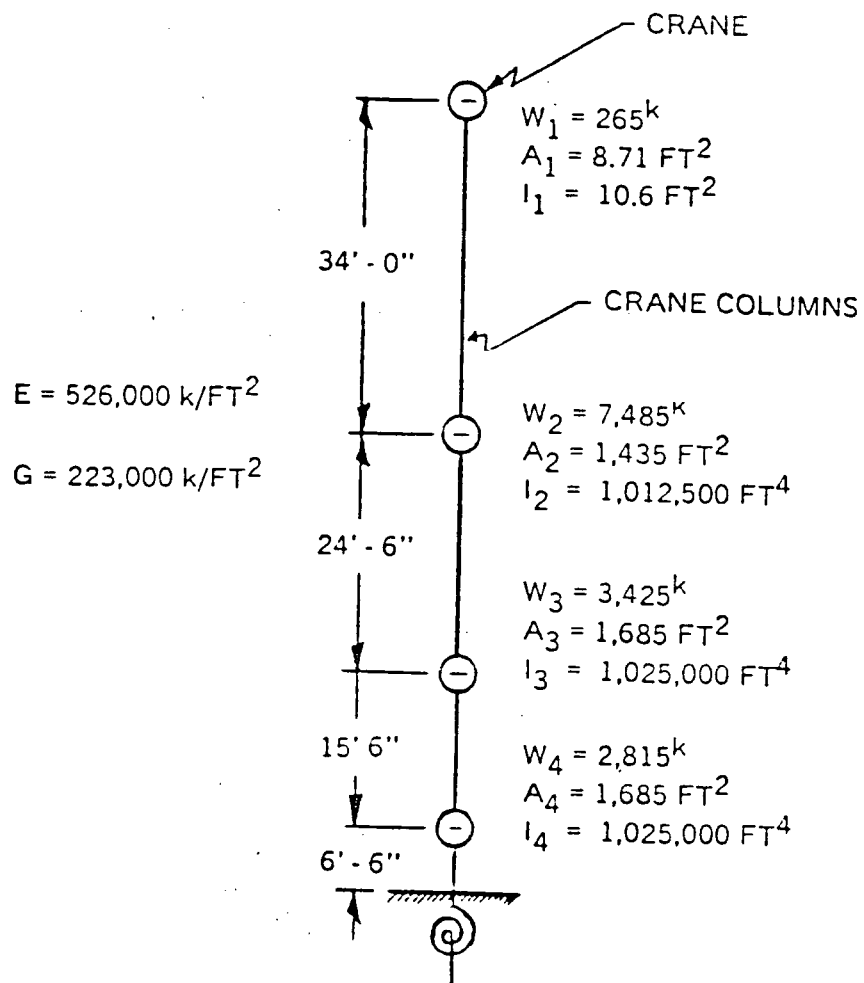 CRANE
W₁ = 265ᵏ
A₁ = 8.71 FT²
I₁ = 10.6 FT²
34' - 0"
CRANE COLUMNS
E = 526,000 k/FT²
G = 223,000 k/FT²
W₂ = 7,485ᴷ
A₂ = 1,435 FT²
I₂ = 1,012,500 FT⁴
24' - 6"
W₃ = 3,425ᵏ
A₃ = 1,685 FT²
I₃ = 1,025,000 FT⁴
15' 6"
W₄ = 2,815ᵏ
A₄ = 1,685 FT²
I₄ = 1,025,000 FT⁴
6' - 6"